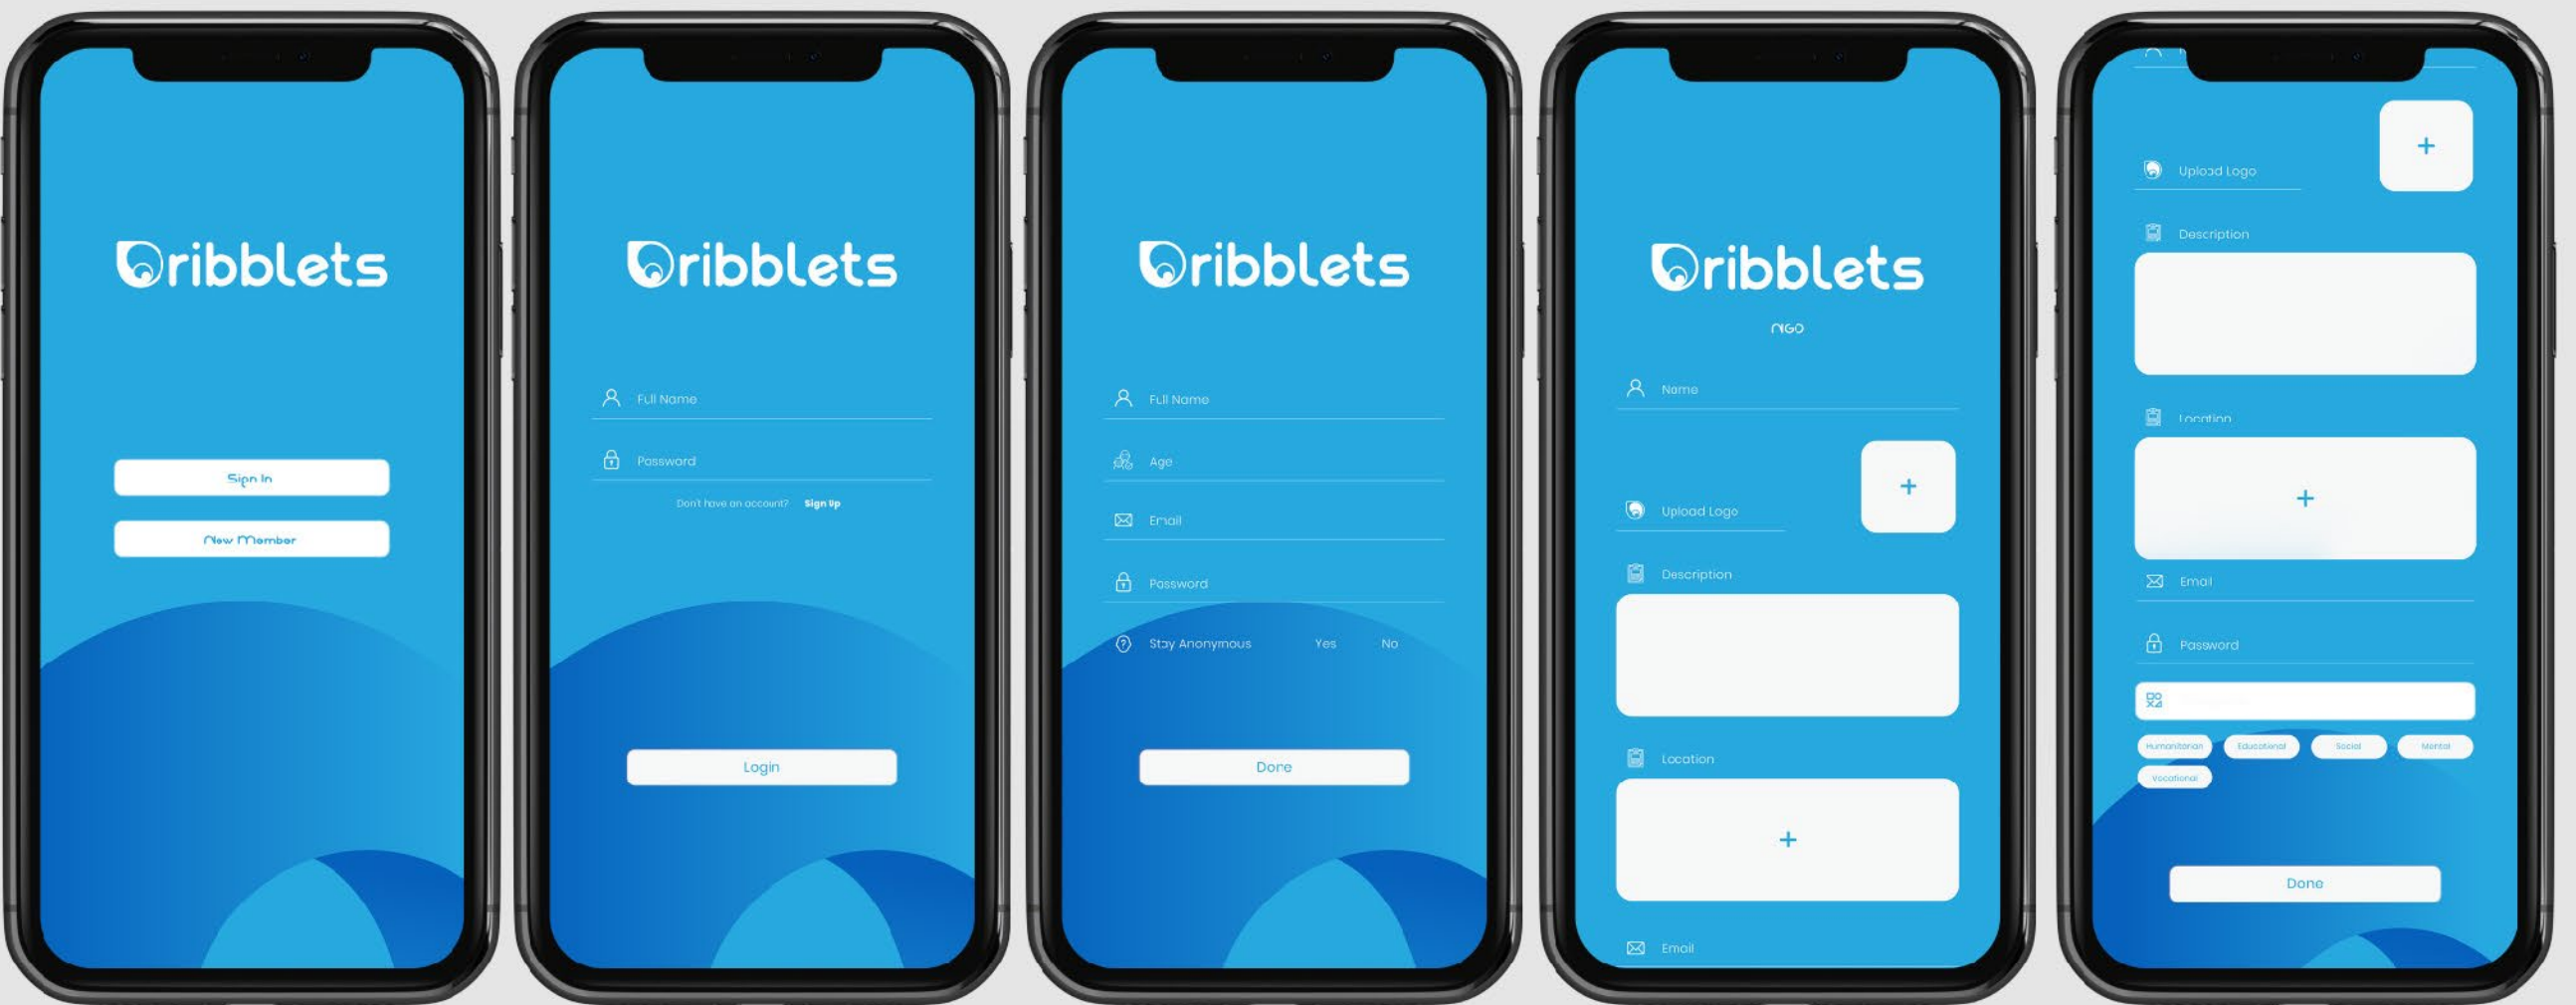 Dribblets
Sign In
New Member
Dribblets
Full Name
Password
Don't have an account? Sign Up
Login
Dribblets
Full Name
Age
Email
Password
Stay Anonymous Yes No
Done
Dribblets
NGO
Name
+
Upload Logo
Description
Location
+
Email
+
Upload Logo
Description
Location
+
Email
Password
Humanitarian Educational Social Mental
Vocational
Done